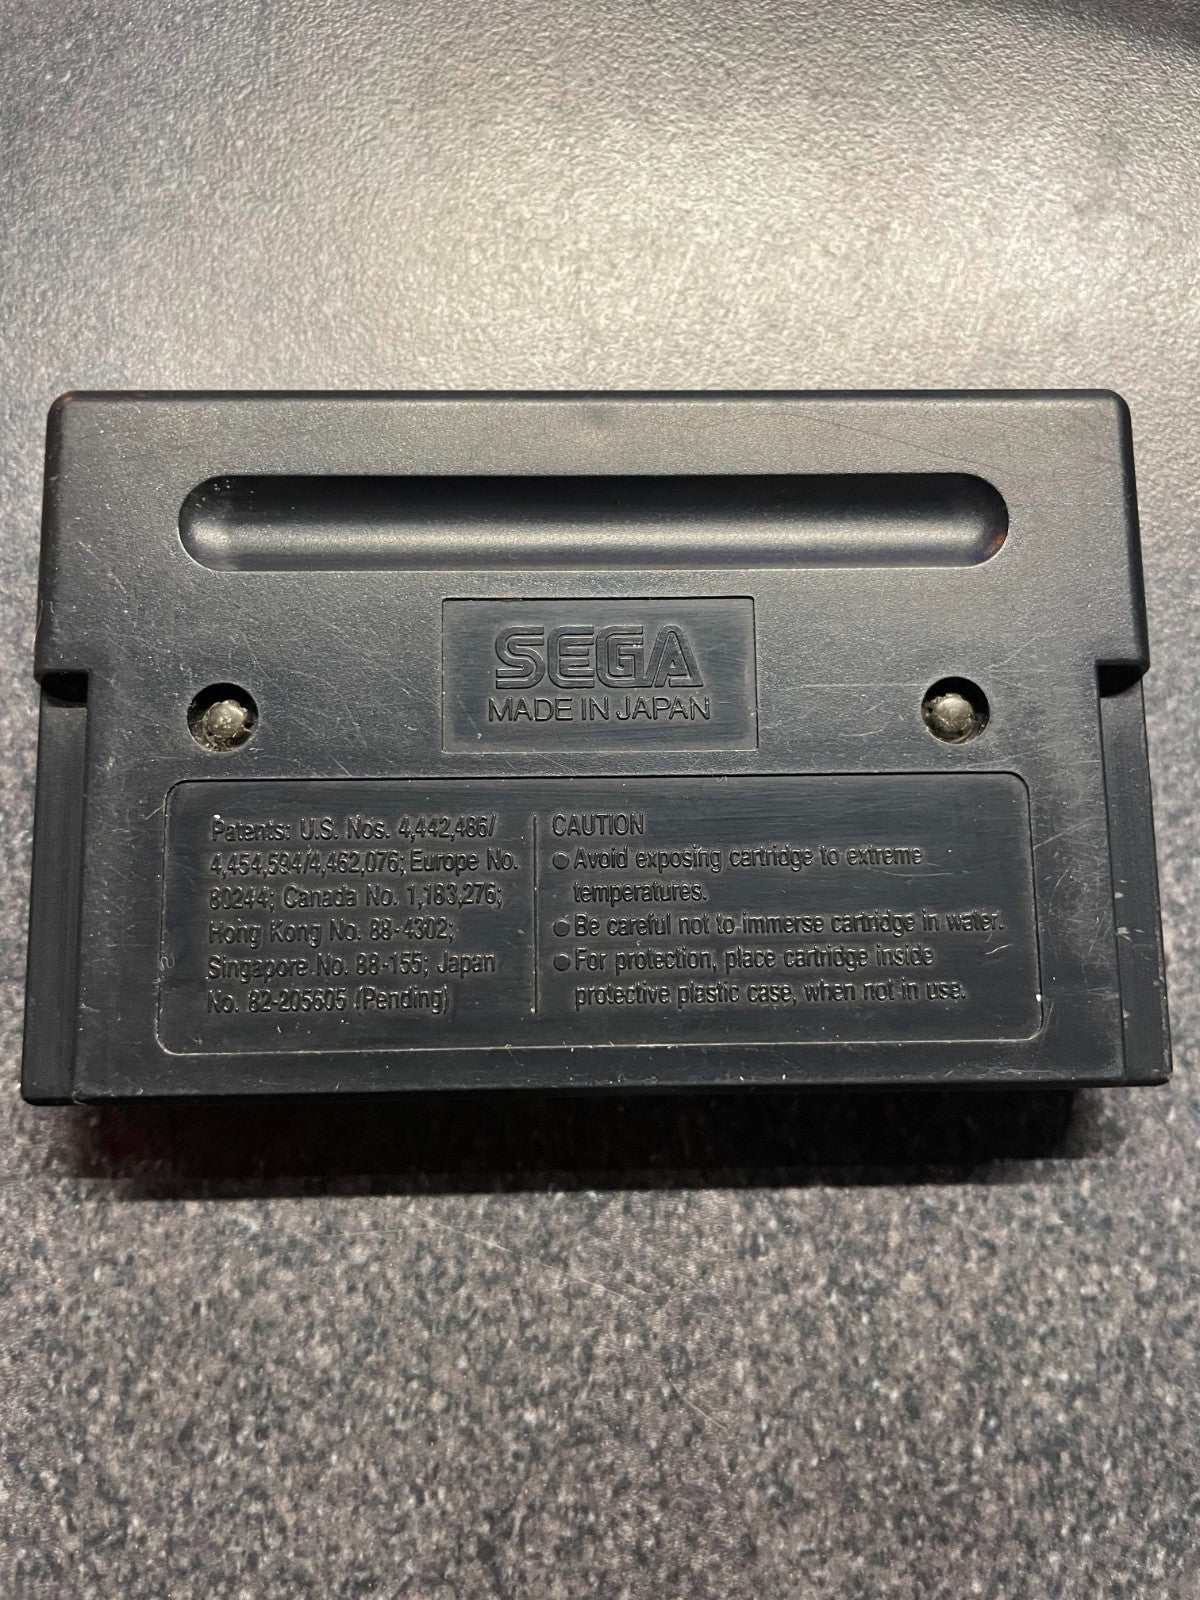 SEGA
MADE IN JAPAN
Patents: U.S. Nos. 4,442,486/
4,454,594/4,462,076; Europe No.
80244; Canada No. 1,183,276;
Hong Kong No. 88-4302;
Singapore No. 88-155; Japan
No. 82-205605 (Pending)
CAUTION
● Avoid exposing cartridge to extreme
temperatures.
● Be careful not to immerse cartridge in water.
● For protection, place cartridge inside
protective plastic case, when not in use.